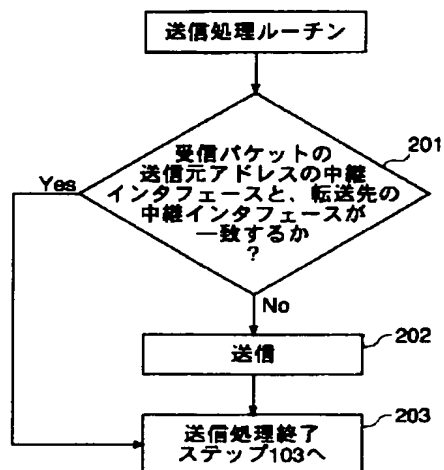 送信処理ルーチン
201
受信パケットの
送信元アドレスの中継
インタフェースと、転送先の
中継インタフェースが
一致するか
?
Yes
No
202
送信
203
送信処理終了
ステップ103へ